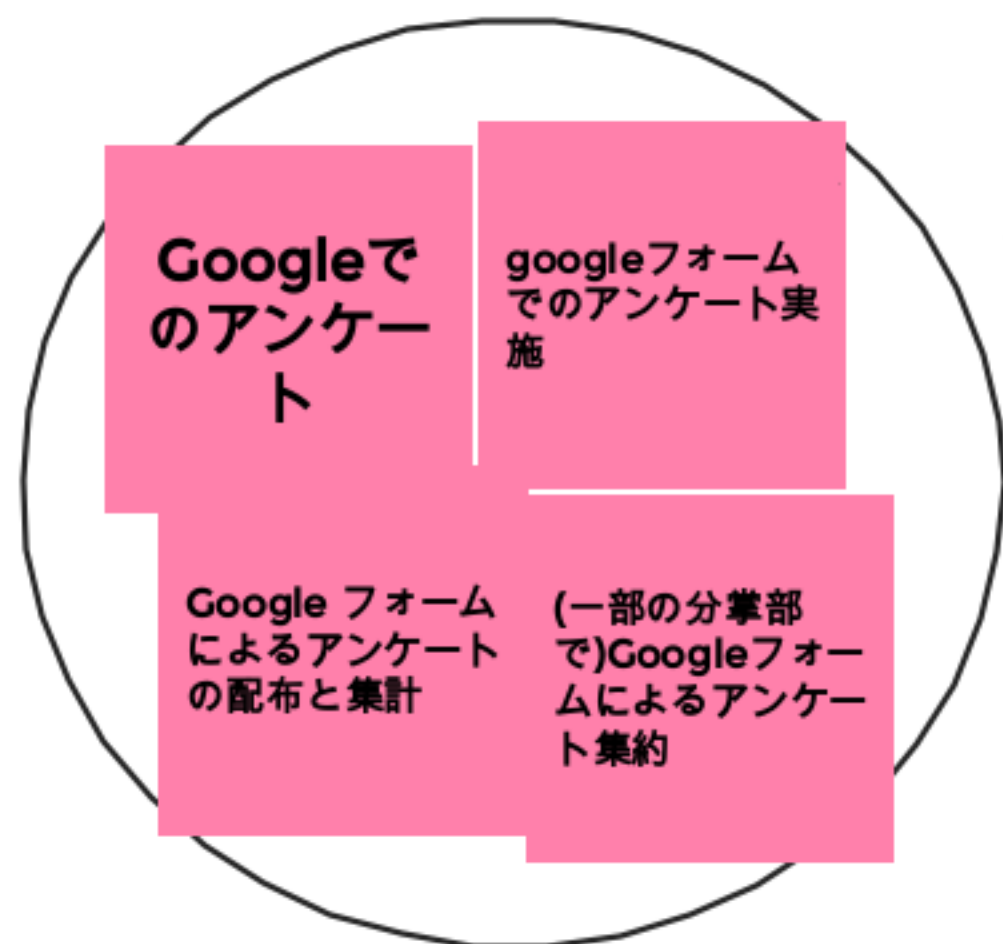 Googleで
のアンケー
ト
googleフォーム
でのアンケート実
施
Google フォーム
によるアンケート
の配布と集計
(一部の分掌部
で)Googleフォー
ムによるアンケー
ト集約